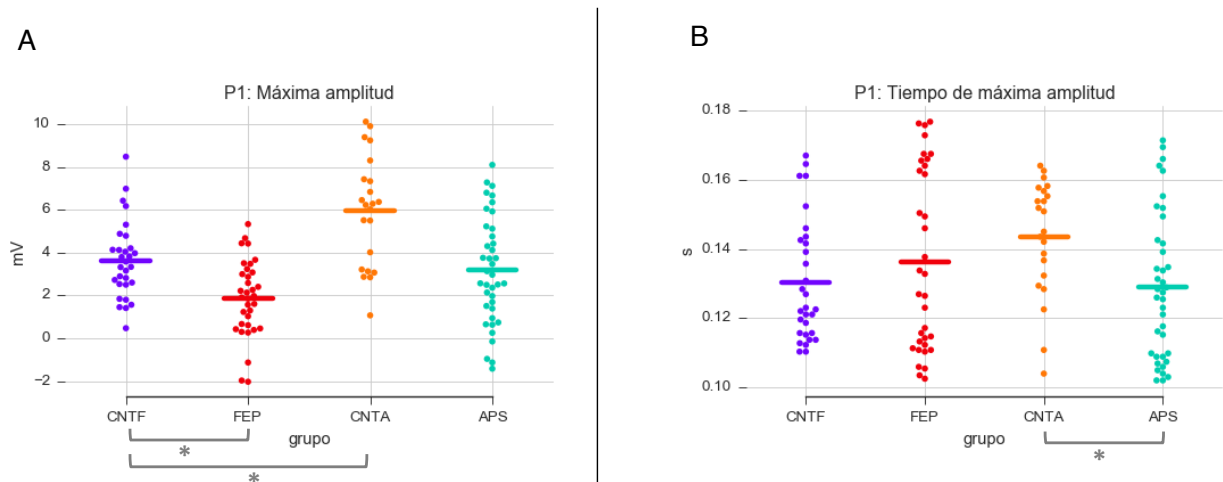 A
P1: Máxima amplitud
10
8
6
4
2
0
−2
mV
CNTF FEP CNTA APS
grupo
*
*
B
P1: Tiempo de máxima amplitud
0.18
0.16
0.14
0.12
0.10
s
CNTF FEP CNTA APS
grupo
*